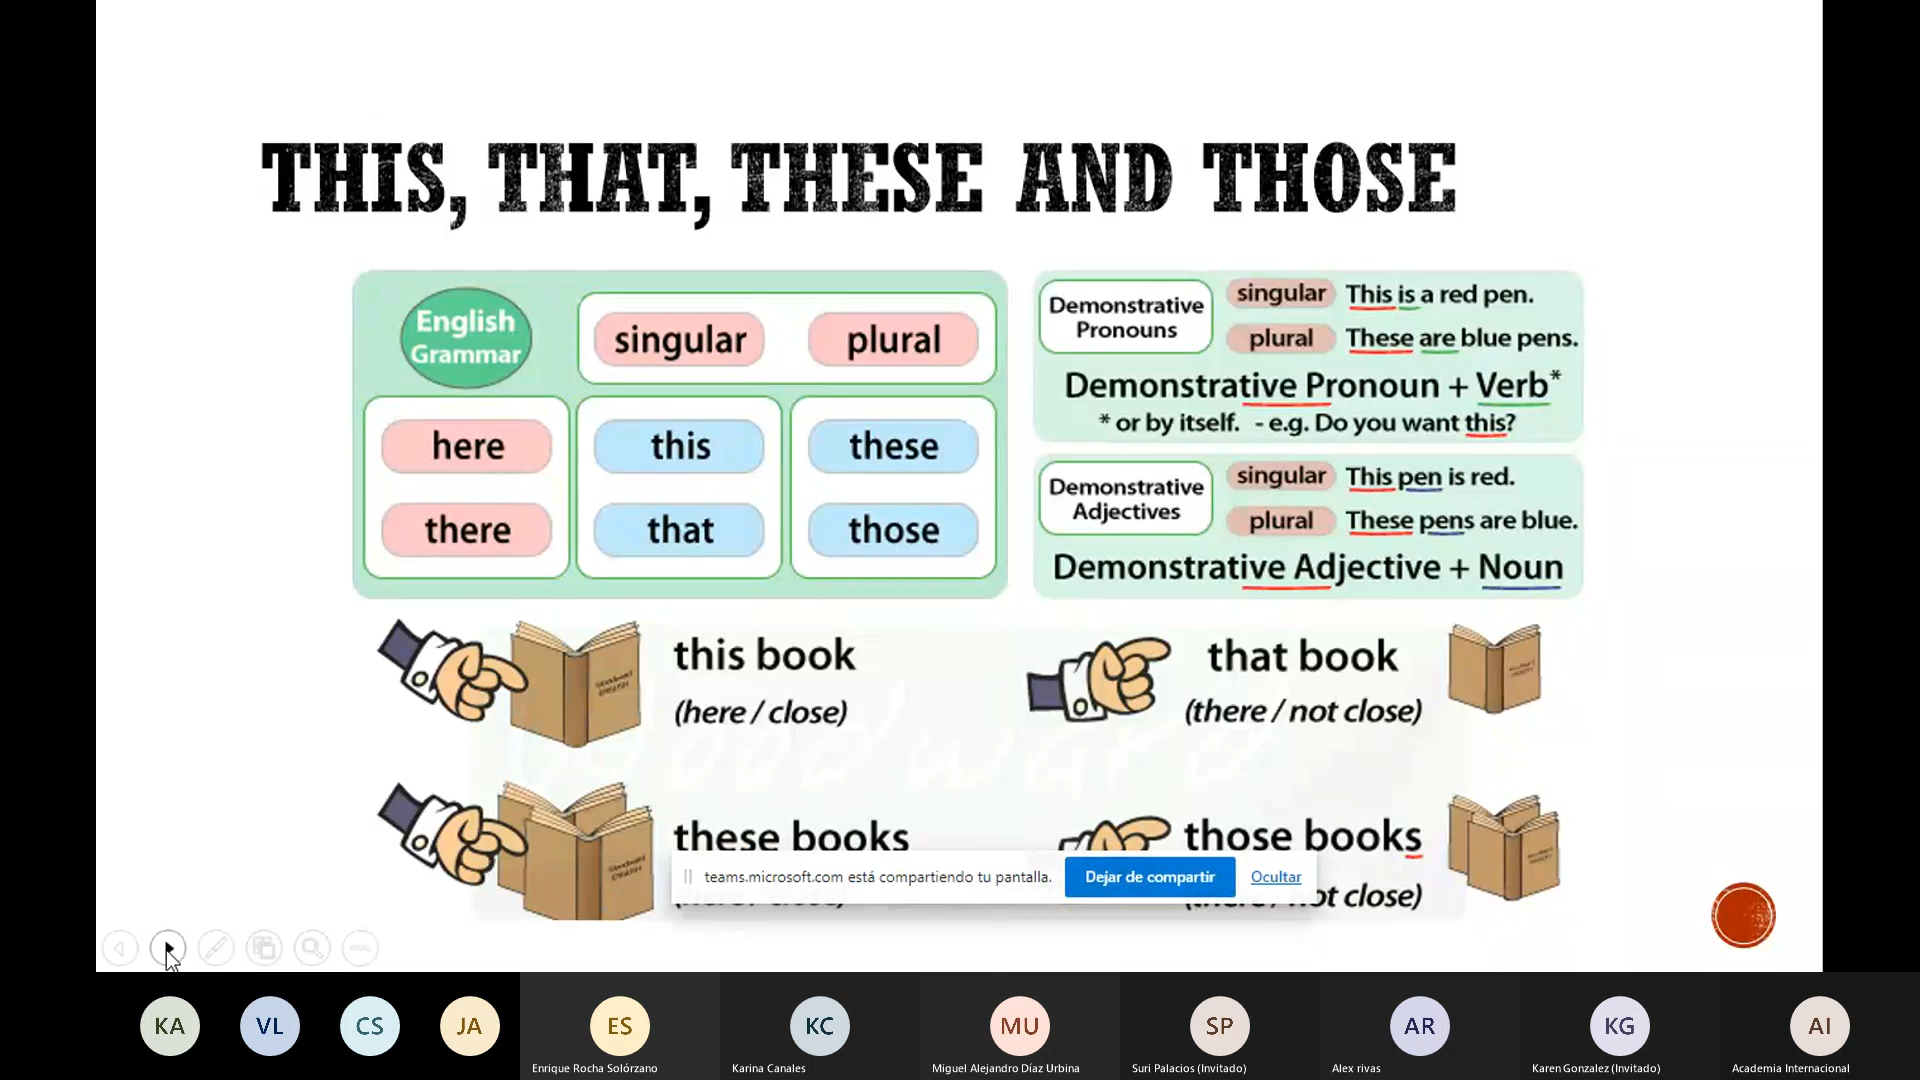 THIS, THAT, THESE AND THOSE
English
Grammar
singular
plural
here
this
these
there
that
those
Demonstrative
Pronouns
singular
This is a red pen.
plural
These are blue pens.
Demonstrative Pronoun + Verb*
* or by itself. - e.g. Do you want this?
Demonstrative
Adjectives
singular
This pen is red.
plural
These pens are blue.
Demonstrative Adjective + Noun
this book
(here / close)
that book
(there / not close)
these books
those books
not close)
Woodward
teams.microsoft.com está compartiendo tu pantalla.
Dejar de compartir
Ocultar
KA
VL
CS
JA
ES
KC
MU
SP
AR
KG
AI
Enrique Rocha Solórzano
Karina Canales
Miguel Alejandro Díaz Urbina
Suri Palacios (Invitado)
Alex rivas
Karen Gonzalez (Invitado)
Academia Internacional